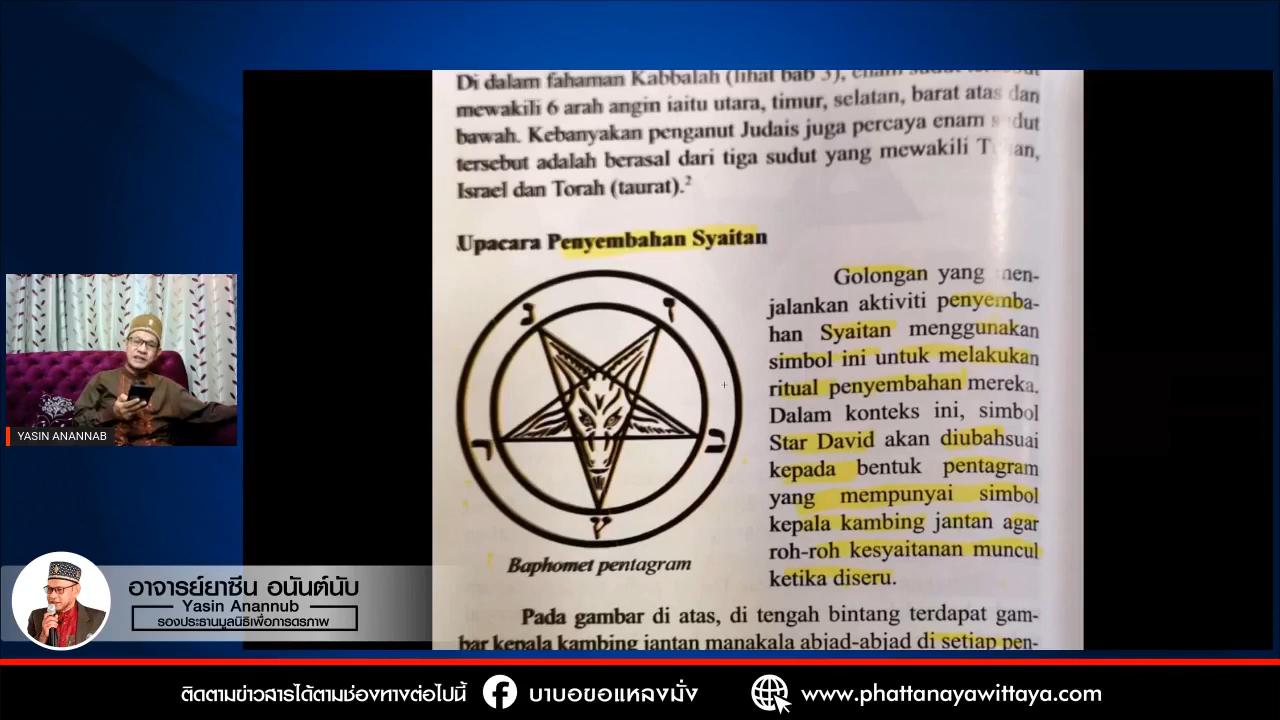 Di dalam fahaman Kabbalah (lihat bab 3), enam sudut
mewakili 6 arah angin iaitu utara, timur, selatan, barat atas dan
bawah. Kebanyakan penganut Judais juga percaya enam sudut
tersebut adalah berasal dari tiga sudut yang mewakili Tuhan,
Israel dan Torah (taurat).2
Upacara Penyembahan Syaitan
Golongan yang men-
jalankan aktiviti penyemba-
han Syaitan menggunakan
simbol ini untuk melakukan
ritual penyembahan mereka.
Dalam konteks ini, simbol
Star David akan diubahsuai
kepada bentuk pentagram
yang mempunyai simbol
kepala kambing jantan agar
roh-roh kesyaitanan muncul
ketika diseru.
Baphomet pentagram
Pada gambar di atas, di tengah bintang terdapat gam-
bar kepala kambing jantan manakala abjad-abjad di setiap pen-
YASIN ANANNAB
อาจารย์ยาซีน อนันต์นับ
Yasin Anannub
รองประธานมูลนิธิเพื่อการตรภาพ
ติดตามข่าวสารได้ตามช่องทางต่อไปนี้
บาบอขอแหลงมั่ง
www.phattanayawittaya.com